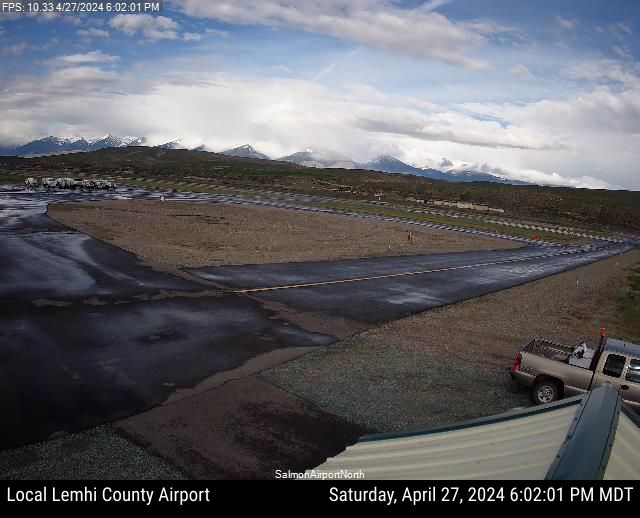 FPS: 10.33 4/27/2024 6:02:01 PM
SalmonAirportNorth
Local Lemhi County Airport Saturday, April 27, 2024 6:02:01 PM MDT